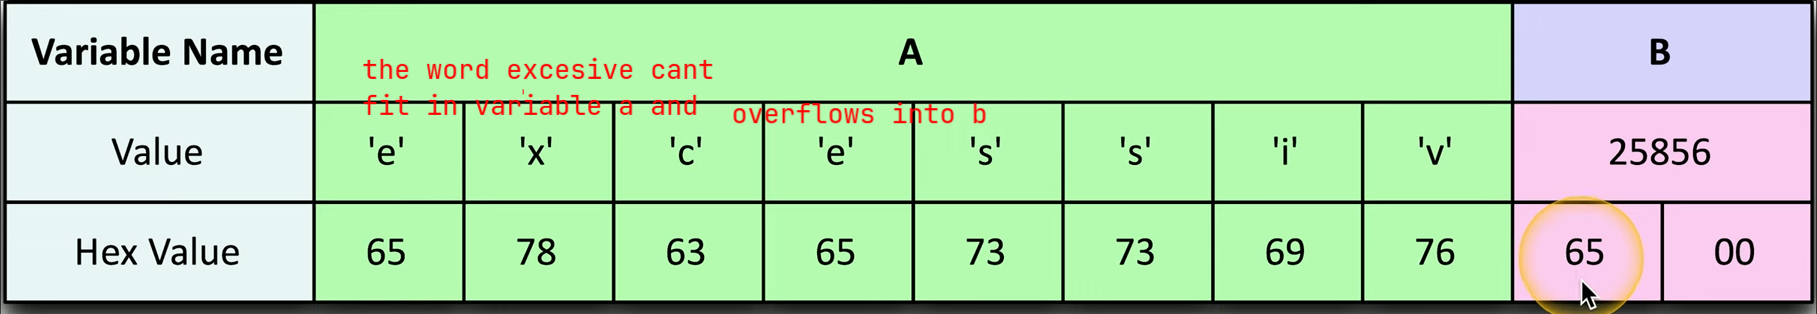 Variable Name A B
the word excesive cant
fit in variable a and
overflows into b
Value 'e' 'x' 'c' 'e' 's' 's' 'i' 'v' 25856
Hex Value 65 78 63 65 73 73 69 76 65 00